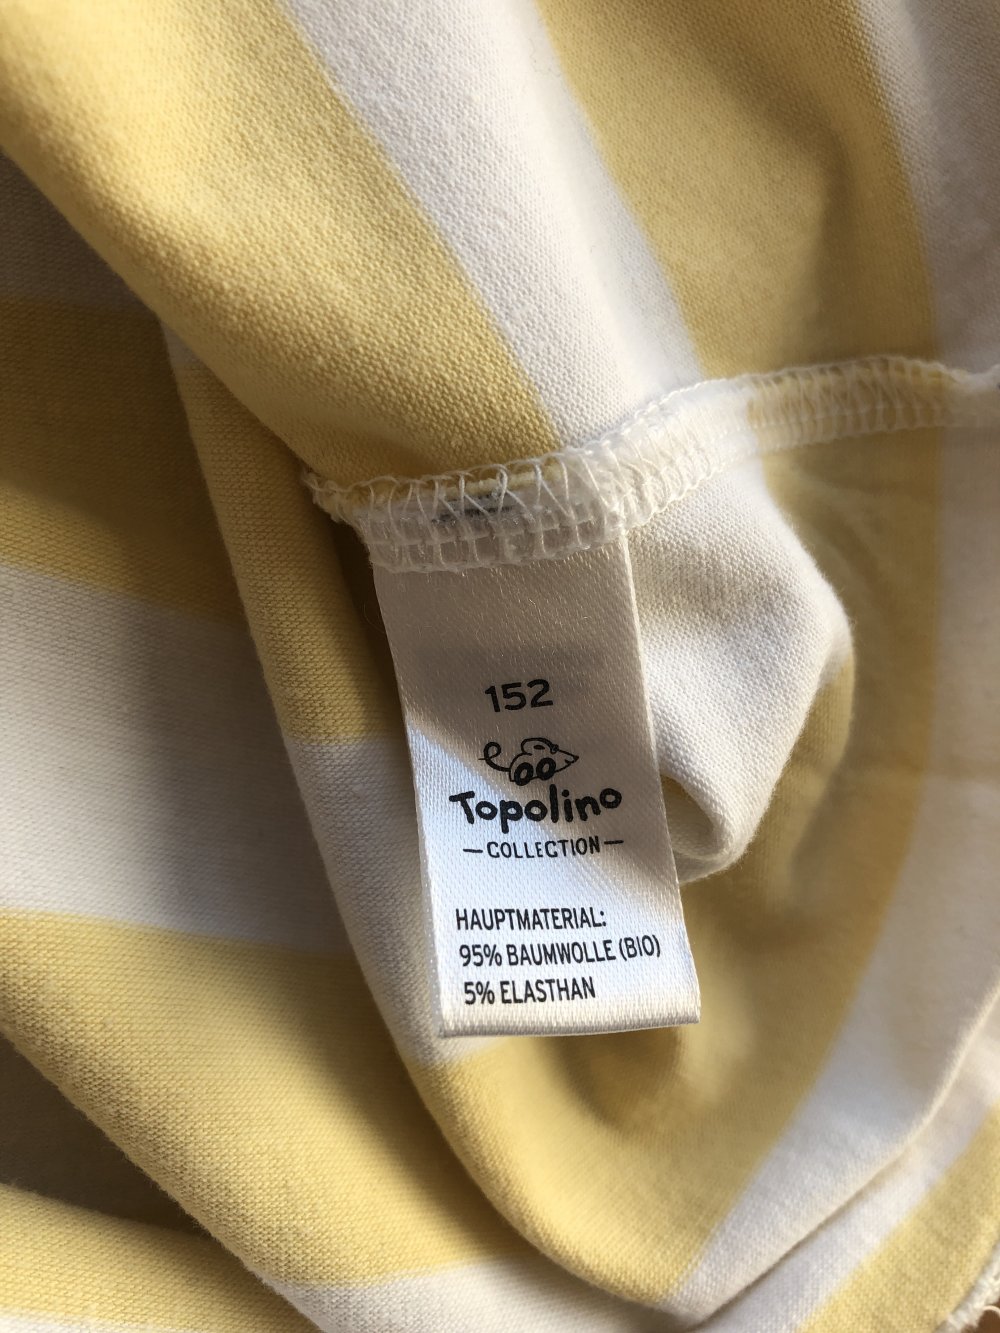 152
Topolino
—COLLECTION—
HAUPTMATERIAL:
95% BAUMWOLLE (BIO)
5% ELASTHAN